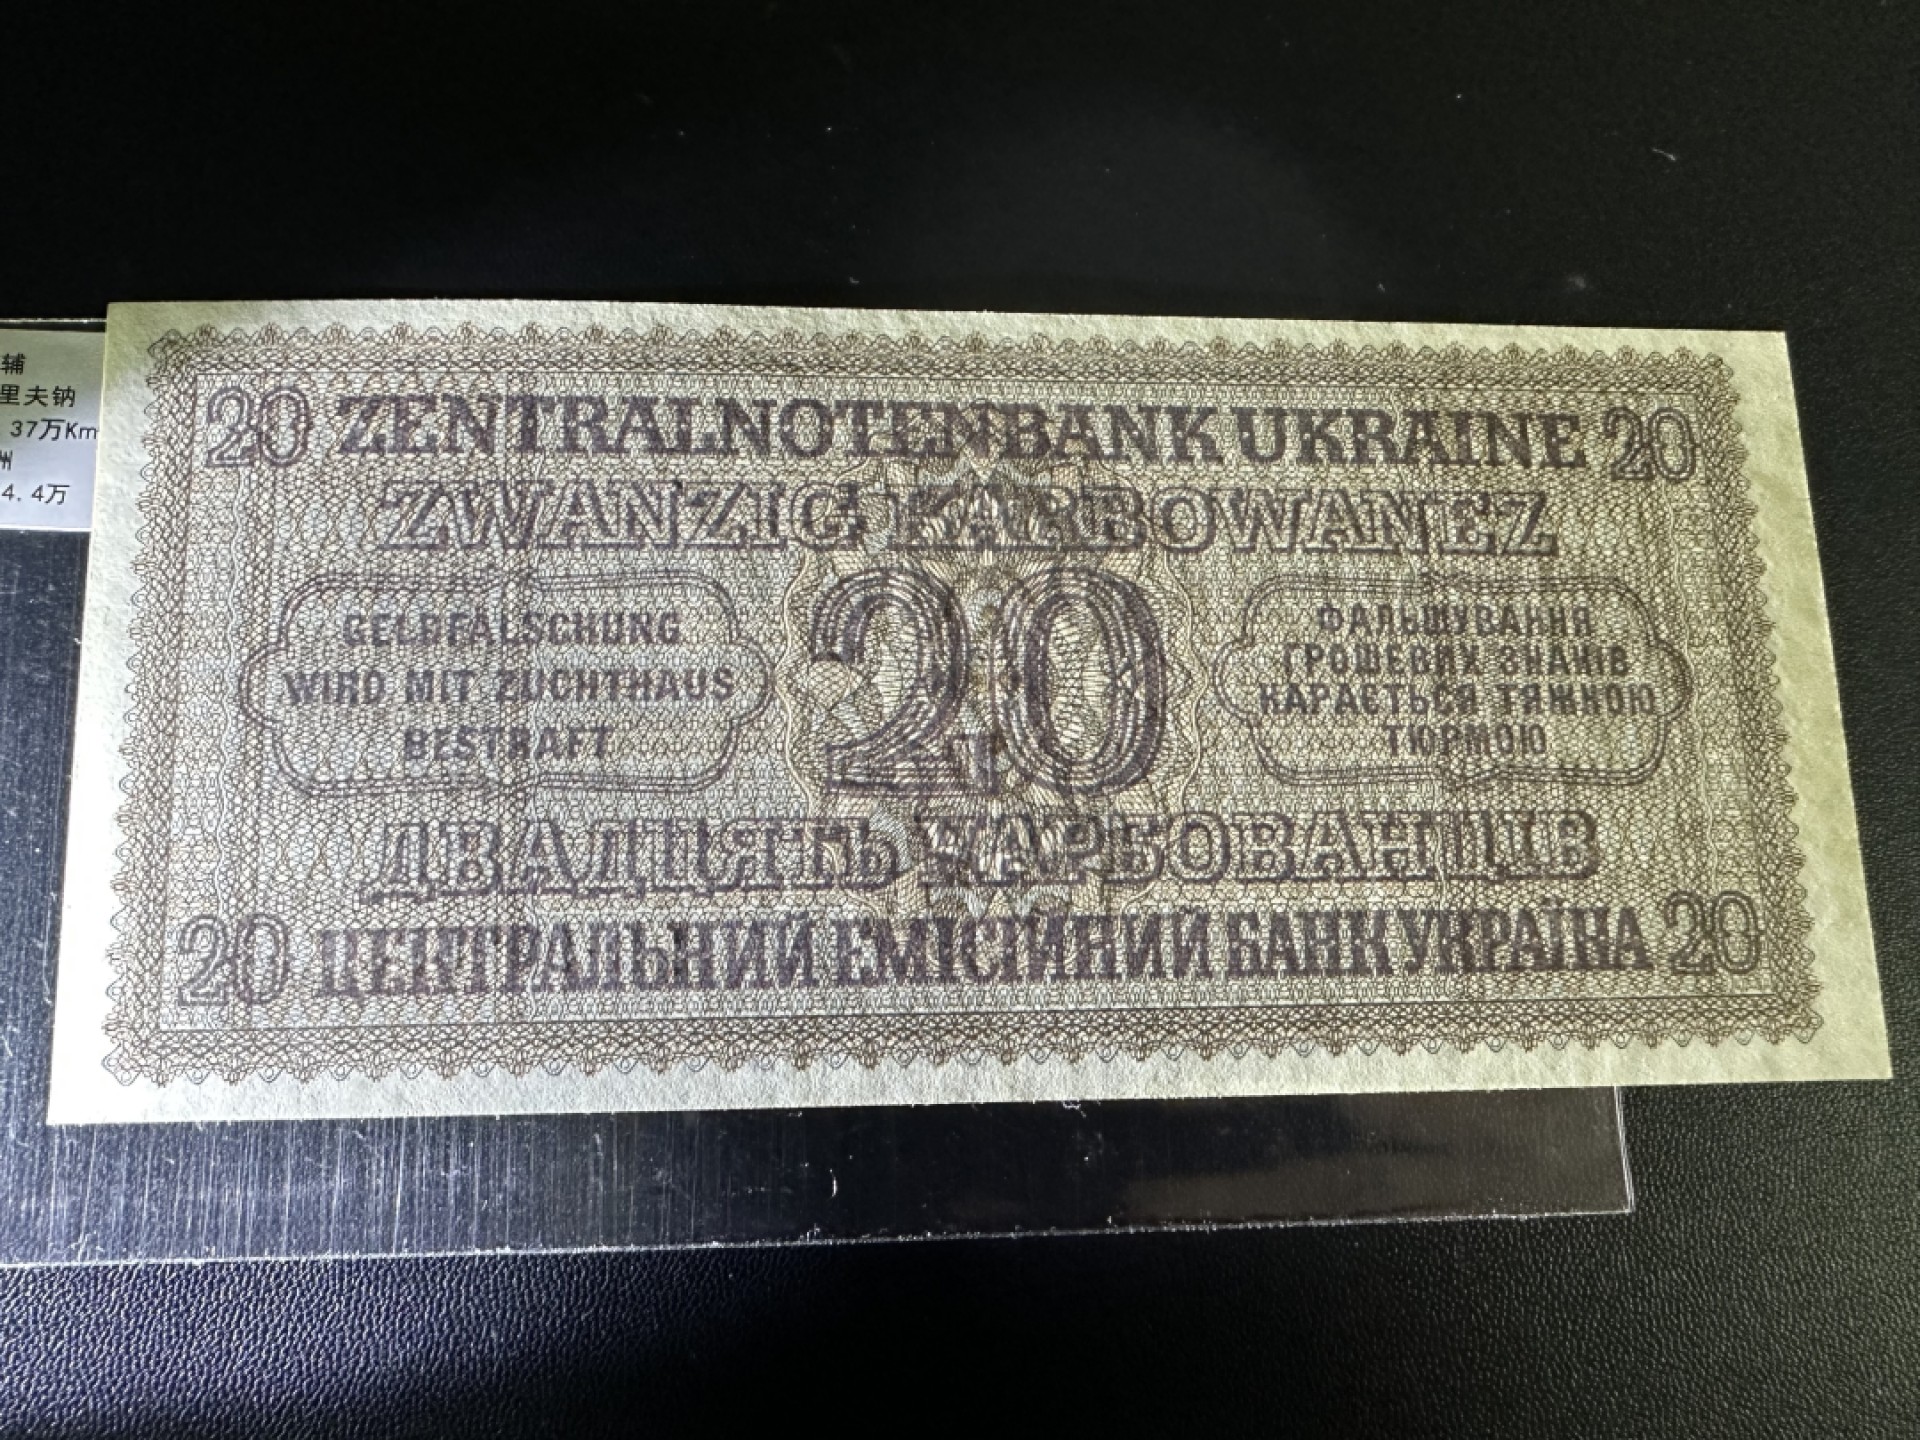 辅
里夫钠
37万Km
州
4.4万
20 ZENTRALNOTENBANK UKRAINE 20
ZWANZIG KARBOWANEZ
GELDFÄLSCHUNG
WIRD MIT ZUCHTHAUS
BESTRAFT
20
ФАЛЬШУВАННЯ
ГРОШЕВИХ ЗНАКІВ
КАРАЄТЬСЯ ТЯЖКОЮ
ТЮРМОЮ
ДВАДЦЯТЬ КАРБОВАНЦІВ
20 ЦЕНТРАЛЬНИЙ ЕМІСІЙНИЙ БАНК УКРАЇНА 20